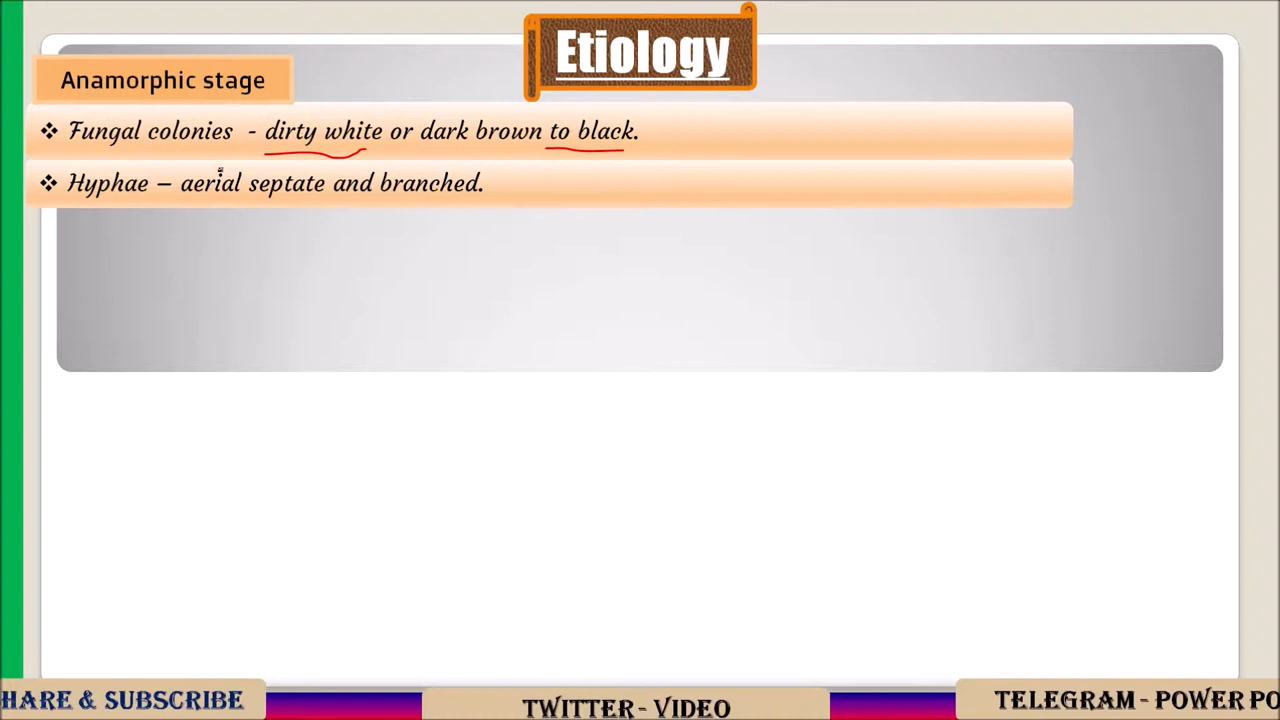 Etiology
Anamorphic stage
❖ Fungal colonies - dirty white or dark brown to black.
❖ Hyphae – aerial septate and branched.
HARE & SUBSCRIBE
TWITTER - VIDEO
TELEGRAM - POWER PO